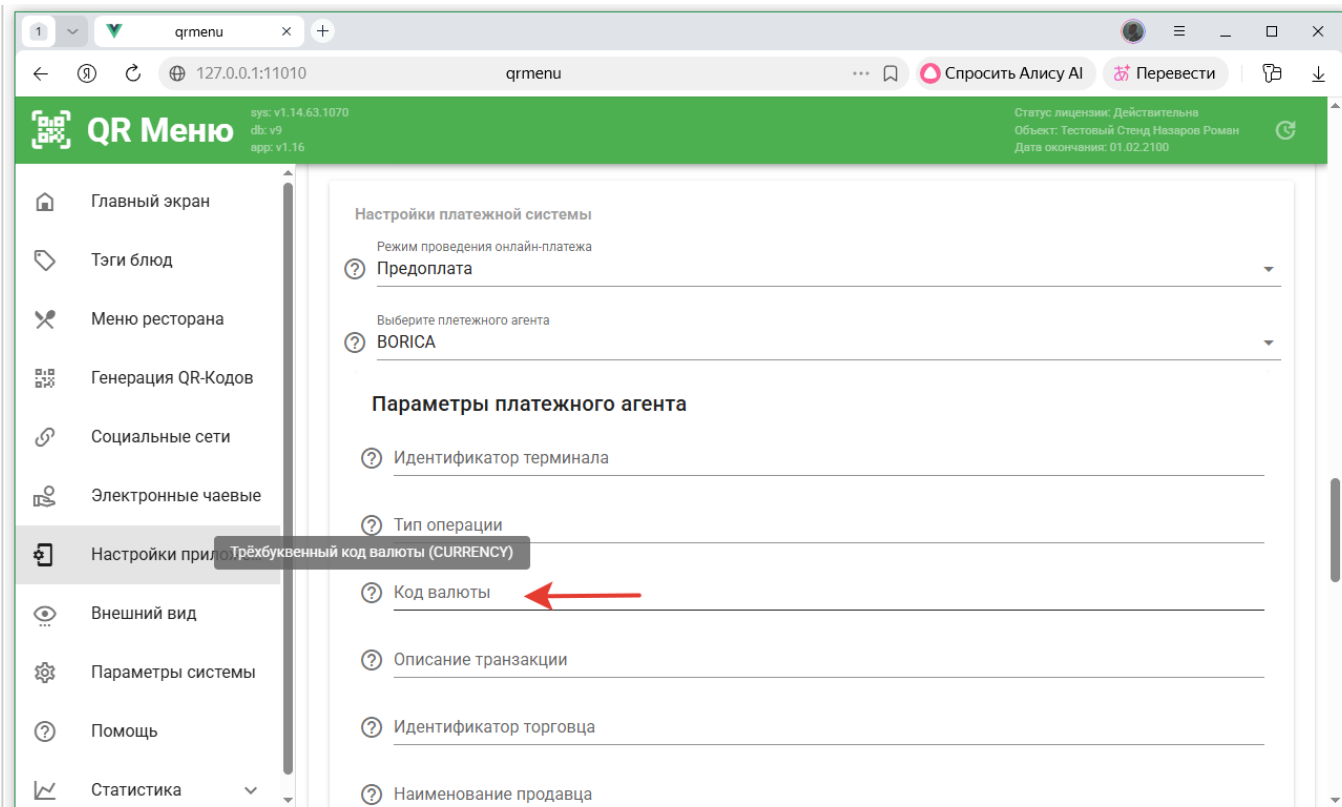 1
qrmenu
127.0.0.1:11010
qrmenu
Спросить Алису AI
Перевести
QR Меню
sys: v1.14.63.1070
db: v9
app: v1.16
Статус лицензии: Действительна
Объект: Тестовый Стенд Назаров Роман
Дата окончания: 01.02.2100
Главный экран
Тэги блюд
Меню ресторана
Генерация QR-Кодов
Социальные сети
Электронные чаевые
Настройки прил
Внешний вид
Параметры системы
Помощь
Статистика
Настройки платежной системы
Режим проведения онлайн-платежа
Предоплата
Выберите плетежного агента
BORICA
Параметры платежного агента
Идентификатор терминала
Тип операции
Трёхбуквенный код валюты (CURRENCY)
Код валюты
Описание транзакции
Идентификатор торговца
Наименование продавца